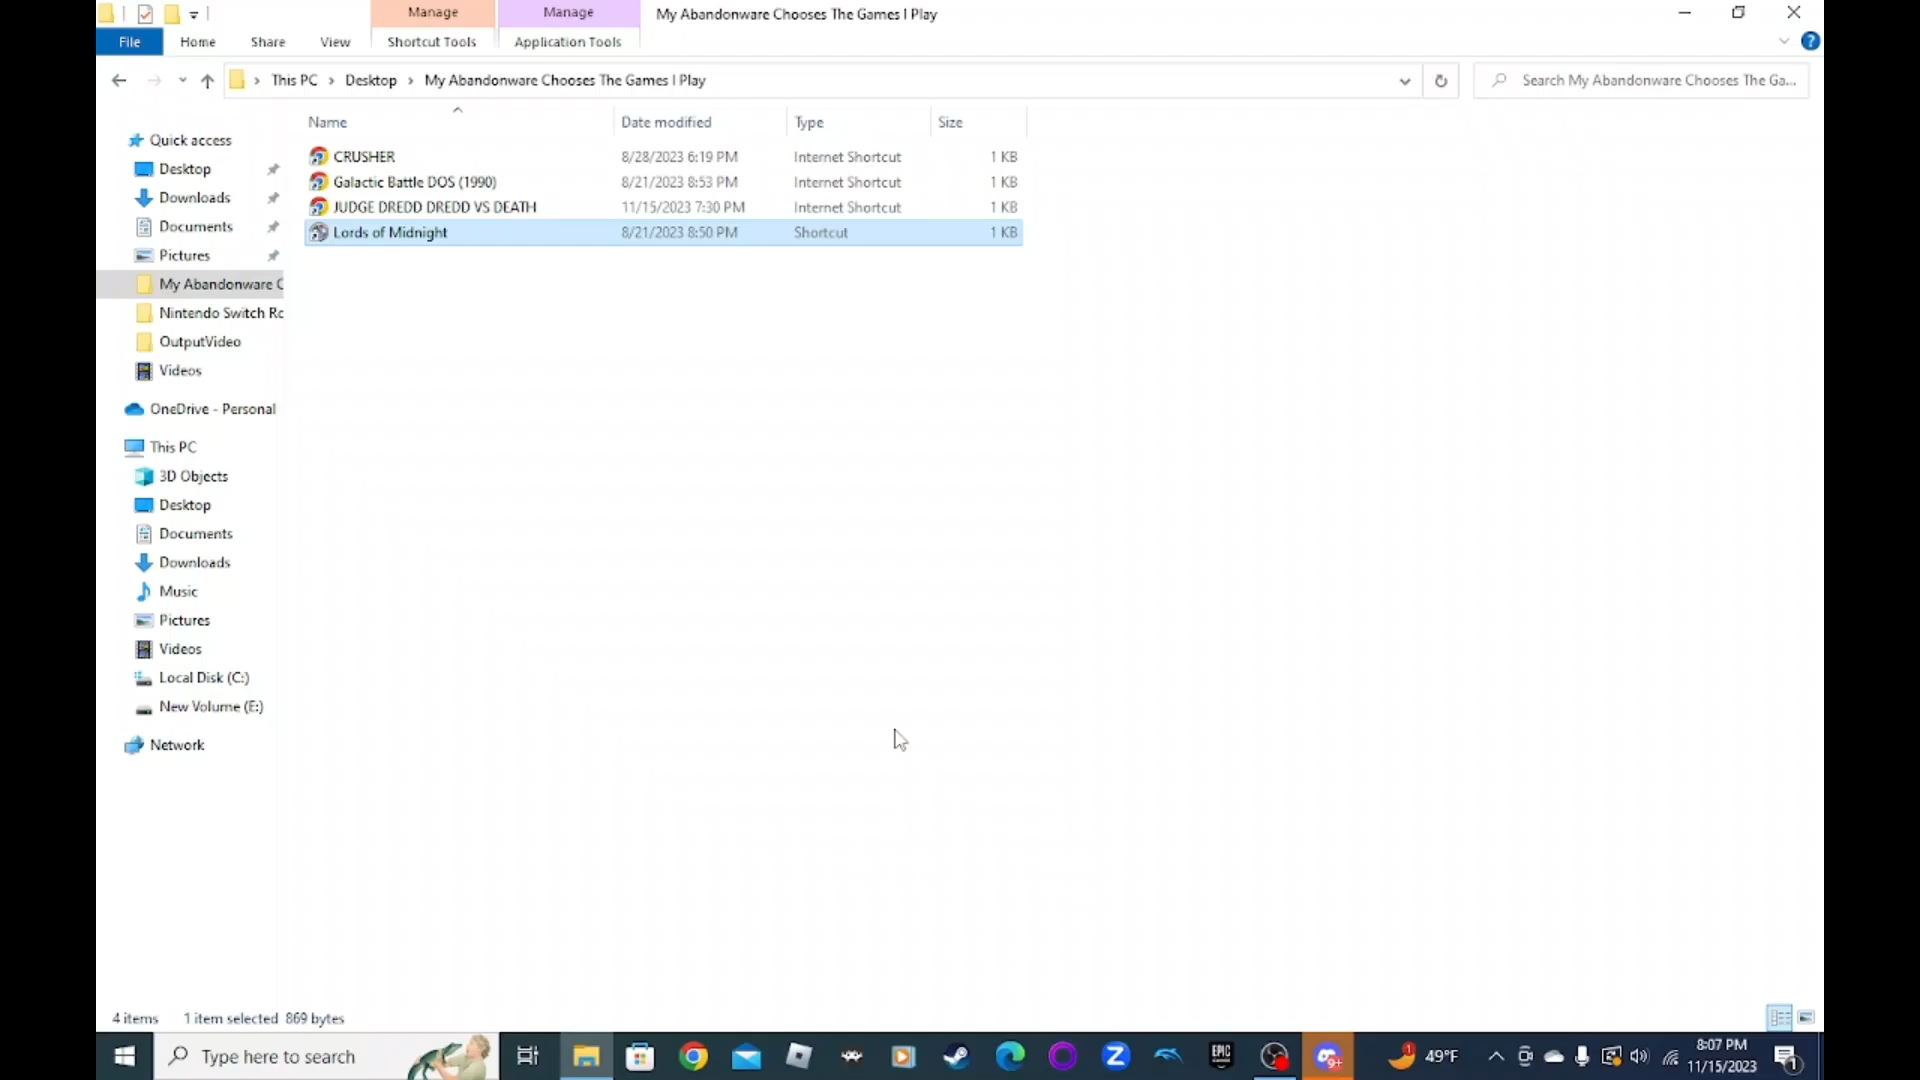 Manage
Manage
My Abandonware Chooses The Games I Play
File
Home
Share
View
Shortcut Tools
Application Tools
This PC > Desktop > My Abandonware Chooses The Games I Play
Search My Abandonware Chooses The Ga...
Name
Date modified
Type
Size
CRUSHER 8/28/2023 6:19 PM Internet Shortcut 1 KB
Galactic Battle DOS (1990) 8/21/2023 8:53 PM Internet Shortcut 1 KB
JUDGE DREDD DREDD VS DEATH 11/15/2023 7:30 PM Internet Shortcut 1 KB
Lords of Midnight 8/21/2023 8:50 PM Shortcut 1 KB
Quick access
Desktop
Downloads
Documents
Pictures
My Abandonware C
Nintendo Switch Rc
OutputVideo
Videos
OneDrive - Personal
This PC
3D Objects
Desktop
Documents
Downloads
Music
Pictures
Videos
Local Disk (C:)
New Volume (E:)
Network
4 items
1 item selected 869 bytes
Type here to search
EPIC
9+
1
49°F
8:07 PM
11/15/2023
1